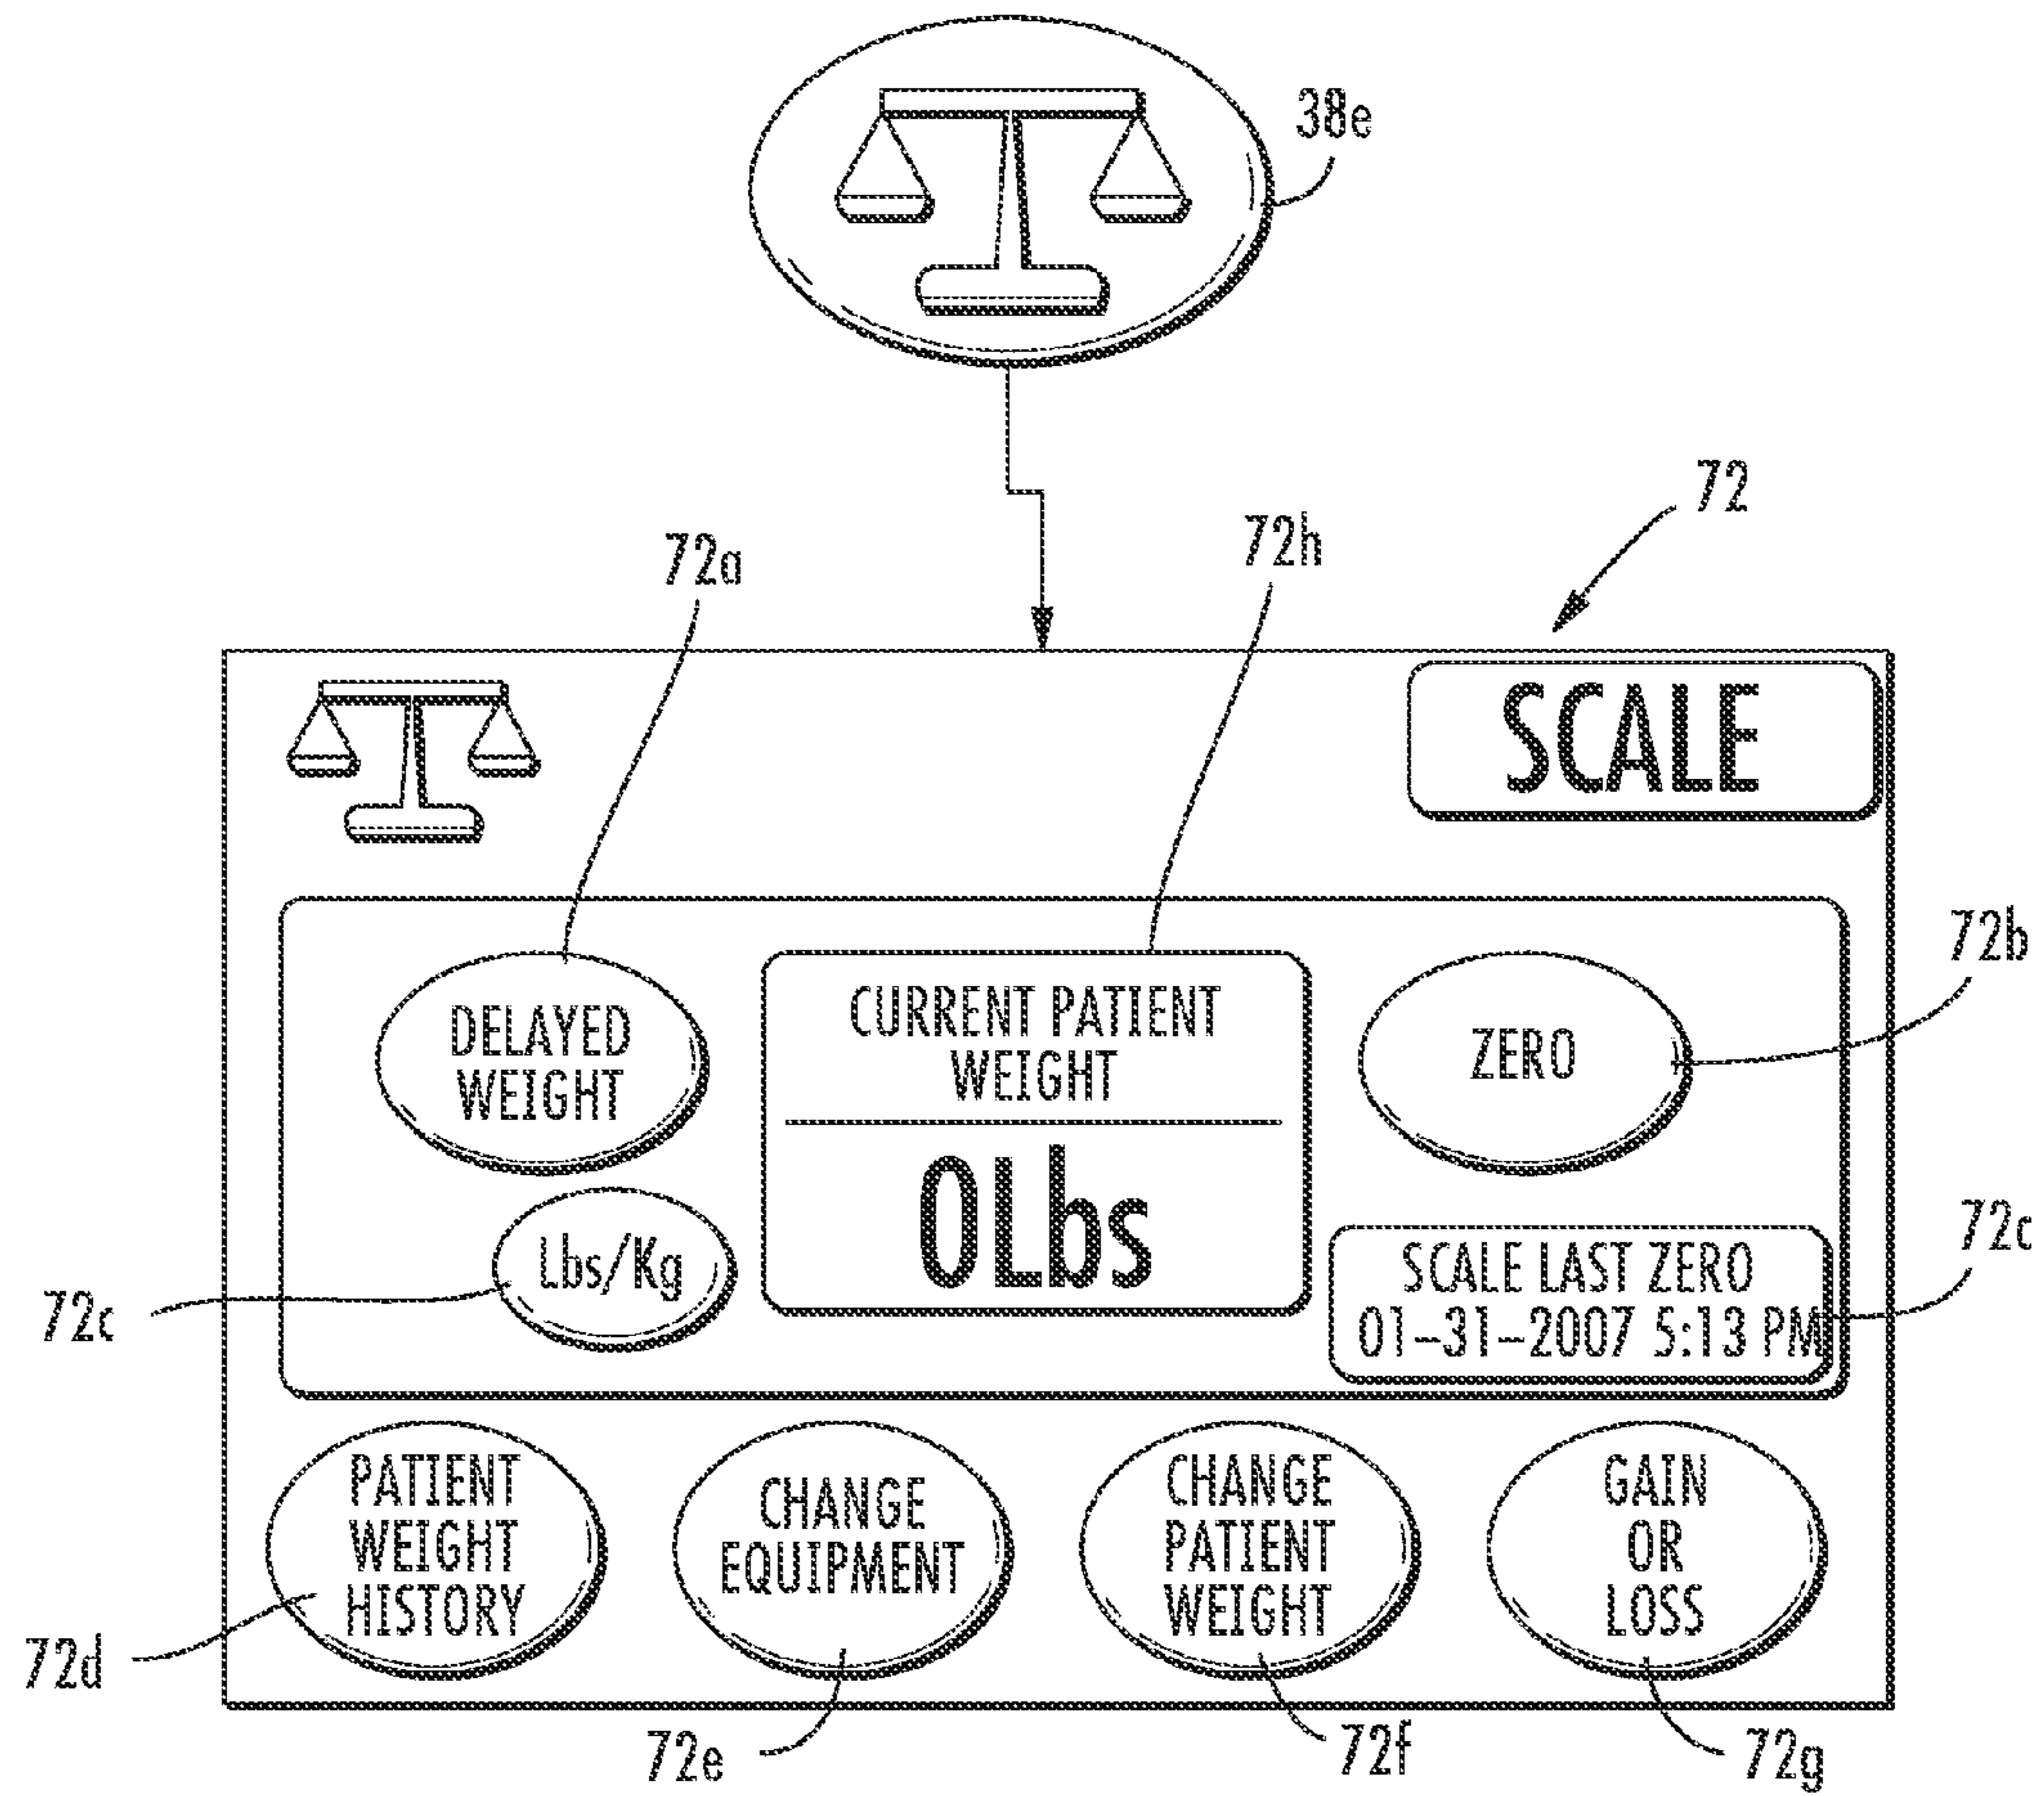 38e
72
72a
72h
SCALE
72b
DELAYED
WEIGHT
CURRENT PATIENT
WEIGHT
ZERO
0Lbs
Lbs/Kg
72c
SCALE LAST ZERO
01-31-2007 5:13 PM
72c
PATIENT
WEIGHT
HISTORY
CHANGE
EQUIPMENT
CHANGE
PATIENT
WEIGHT
GAIN
OR
LOSS
72d
72e
72f
72g